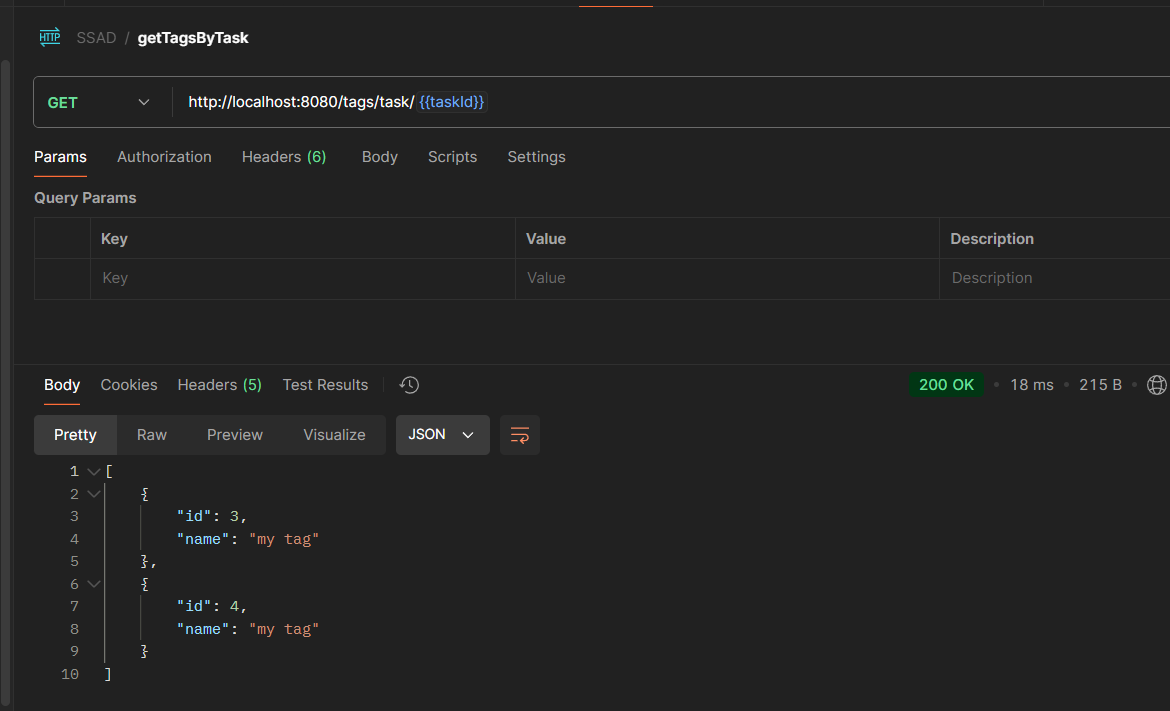 HTTP SSAD / getTagsByTask
GET http://localhost:8080/tags/task/ {{taskId}}
Params Authorization Headers (6) Body Scripts Settings
Query Params
Key Value Description
Key Value Description
Body Cookies Headers (5) Test Results 200 OK • 18 ms • 215 B •
Pretty Raw Preview Visualize JSON
1 [
2 {
3 "id": 3,
4 "name": "my tag"
5 },
6 {
7 "id": 4,
8 "name": "my tag"
9 }
10 ]